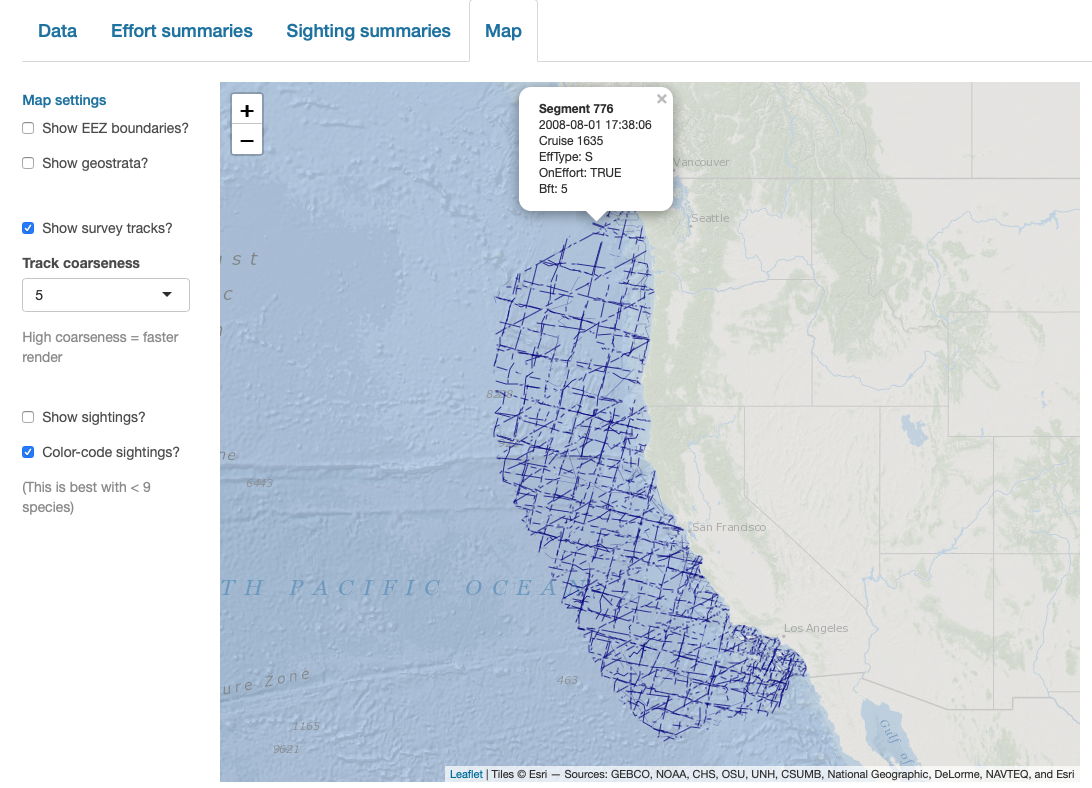 Data
Effort summaries
Sighting summaries
Map
Map settings
Show EEZ boundaries?
Show geostrata?
Show survey tracks?
Track coarseness
5
High coarseness = faster
render
Show sightings?
Color-code sightings?
(This is best with < 9
species)
+
−
×
Segment 776
2008-08-01 17:38:06
Cruise 1635
EffType: S
OnEffort: TRUE
Bft: 5
Vancouver
Seattle
st
c
ne
6443
San Francisco
TH PACIFIC OCEAN
Los Angeles
ure Zone
463
1165
3621
Gulf of
Leaflet | Tiles © Esri — Sources: GEBCO, NOAA, CHS, OSU, UNH, CSUMB, National Geographic, DeLorme, NAVTEQ, and Esri